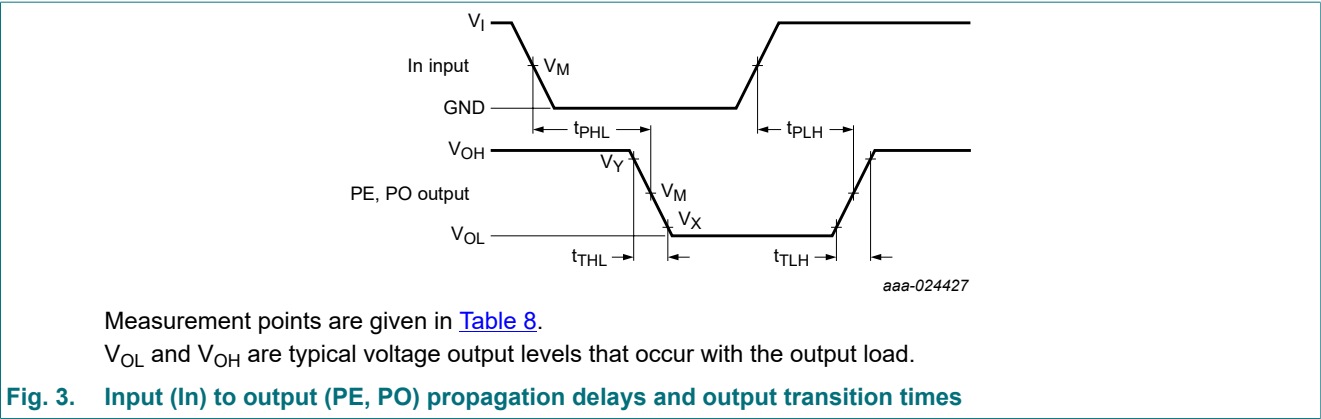 VI
In input
VM
GND
tPHL
tPLH
VOH
VY
PE, PO output
VM
VX
VOL
tTHL
tTLH
aaa-024427
Measurement points are given in Table 8.
VOL and VOH are typical voltage output levels that occur with the output load.
Fig. 3. Input (In) to output (PE, PO) propagation delays and output transition times